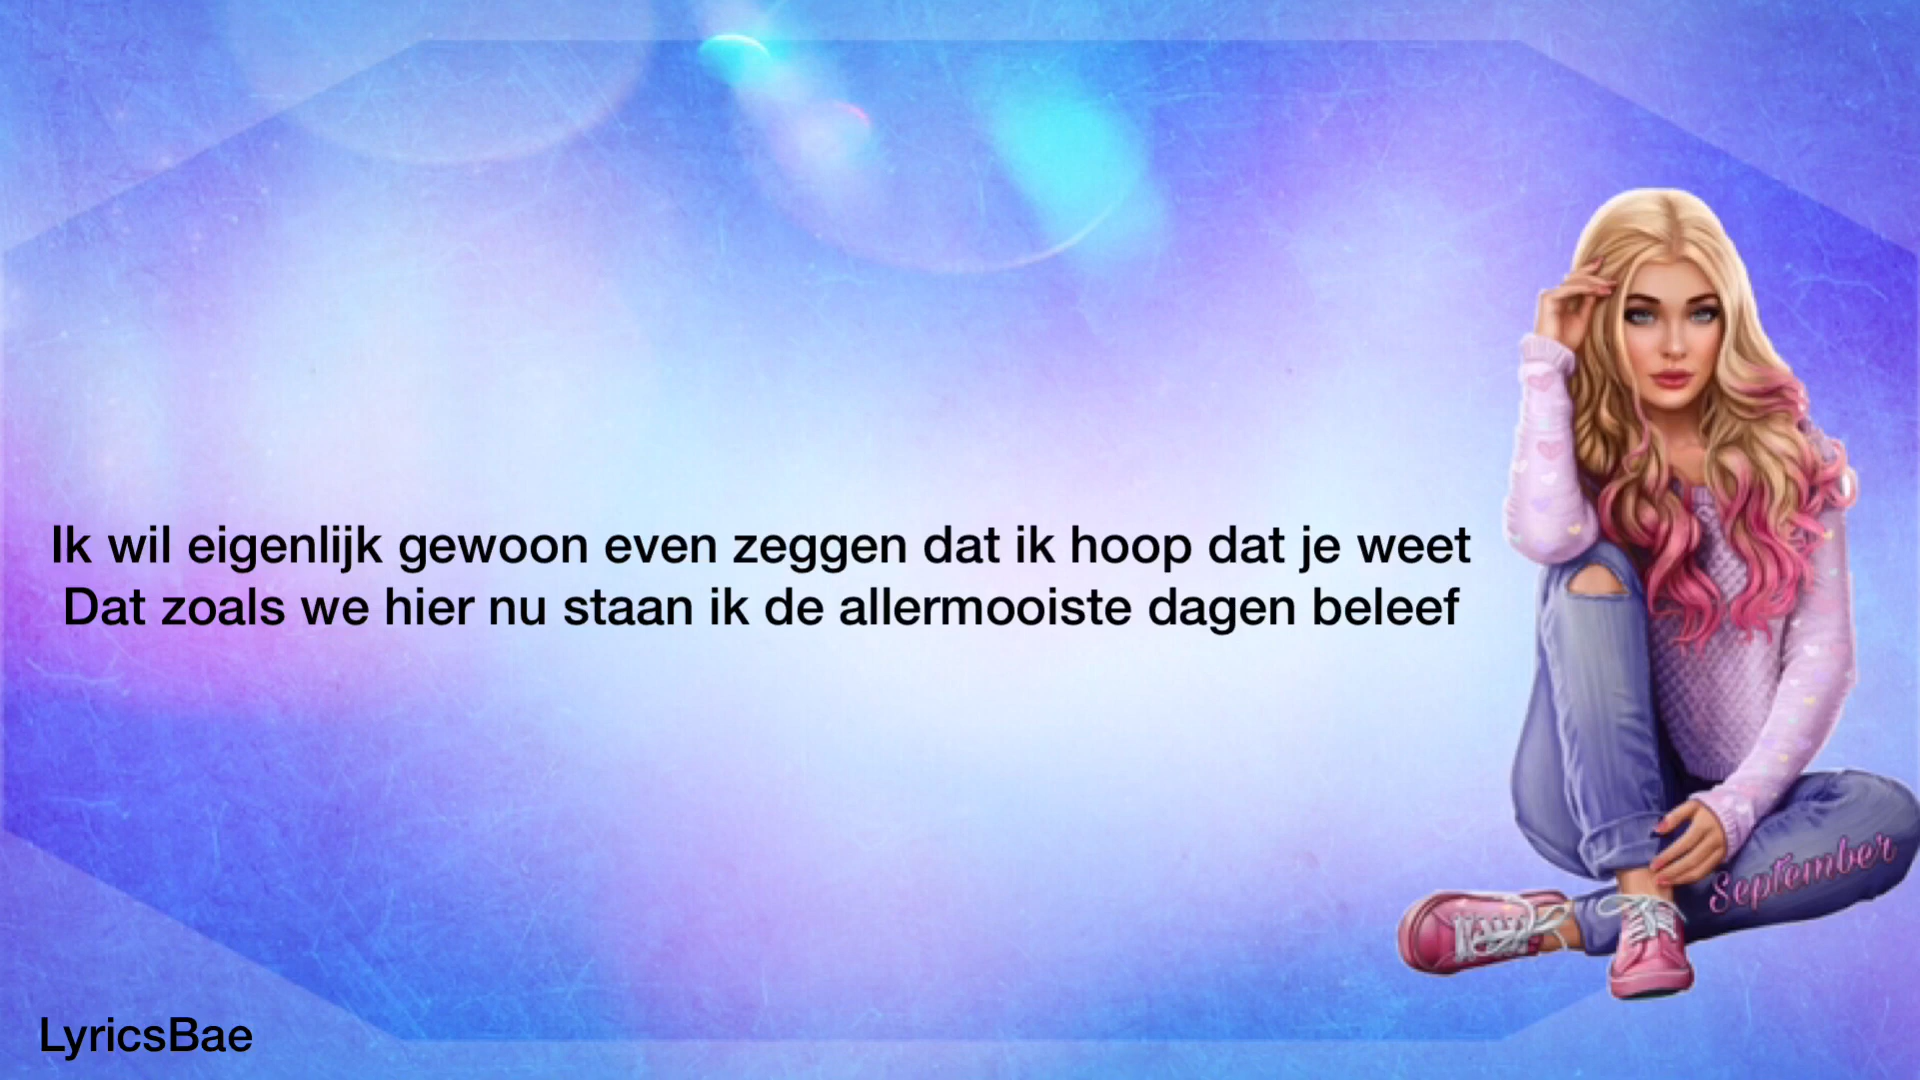 Ik wil eigenlijk gewoon even zeggen dat ik hoop dat je weet
Dat zoals we hier nu staan ik de allermooiste dagen beleef
September
LyricsBae